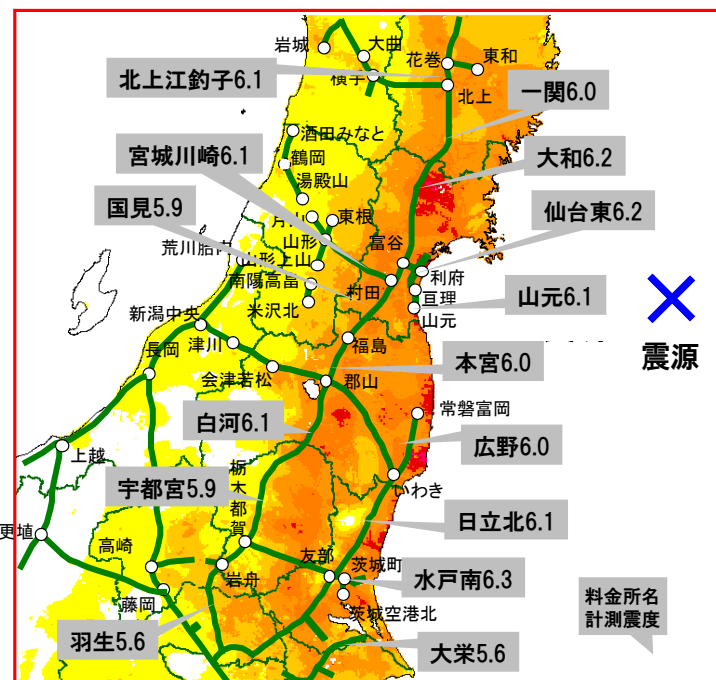 岩城
大曲
花巻
東和
横手
北上江釣子6.1
北上
一関6.0
酒田みなと
宮城川崎6.1
鶴岡
大和6.2
湯殿山
国見5.9
月山
東根
仙台東6.2
富谷
荒川胎内
山形
山形上山
利府
南陽高畠
村田
亘理
山元6.1
米沢北
山元
新潟中央
震源
津川
福島
本宮6.0
長岡
会津若松
郡山
常磐富岡
白河6.1
広野6.0
上越
栃木都賀
宇都宮5.9
いわき
日立北6.1
更埴
高崎
友部
茨城町
岩舟
水戸南6.3
藤岡
茨城空港北
料金所名
計測震度
羽生5.6
大栄5.6